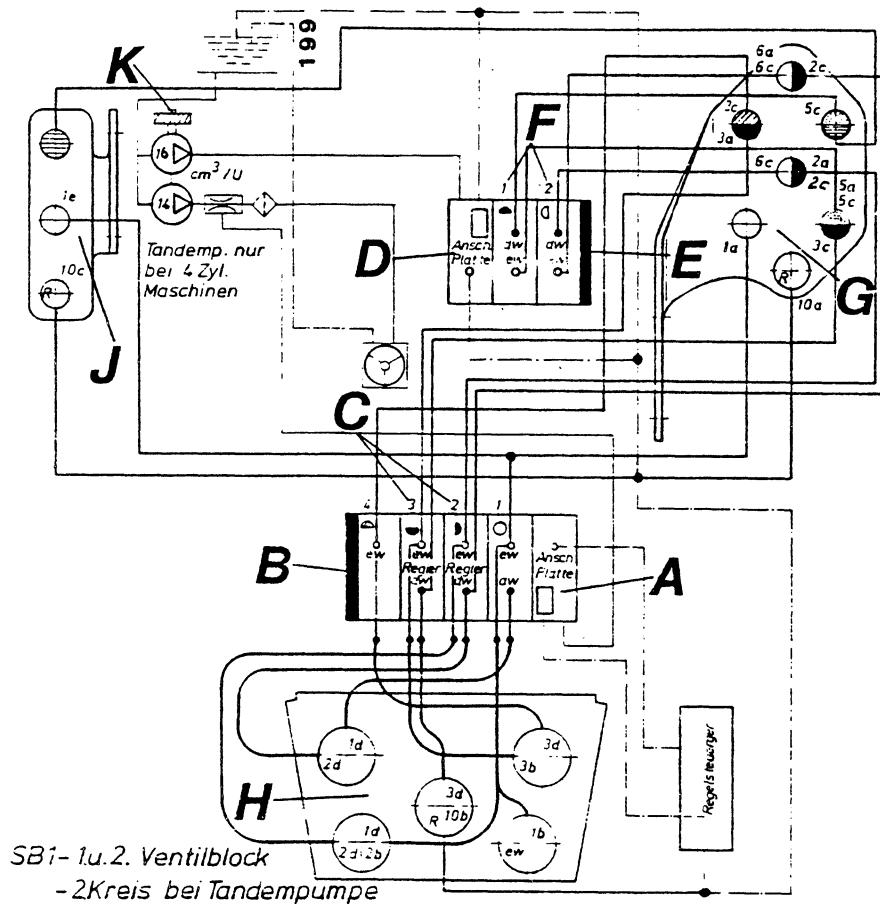 199
K
6a
6c 2c
2c
3a
5c
16
cm³/U
14
F
1 2
6c 2a
2c
5a
5c
3c
1e
Tandemp. nur
bei 4 Zyl.
Maschinen
10c
R
D
Ansch
Platte
aw
ew
aw
E
1a
R
10a
G
J
C
4 3 2 1
B
ew
ew
Regler
aw
ew
Regler
aw
ew
aw
Ansch
Platte
A
1d
2d
3d
3b
H
3d
R 10b
1d
2d 2b
1b
ew
SB1-1.u.2. Ventilblock
-2Kreis bei Tandempumpe